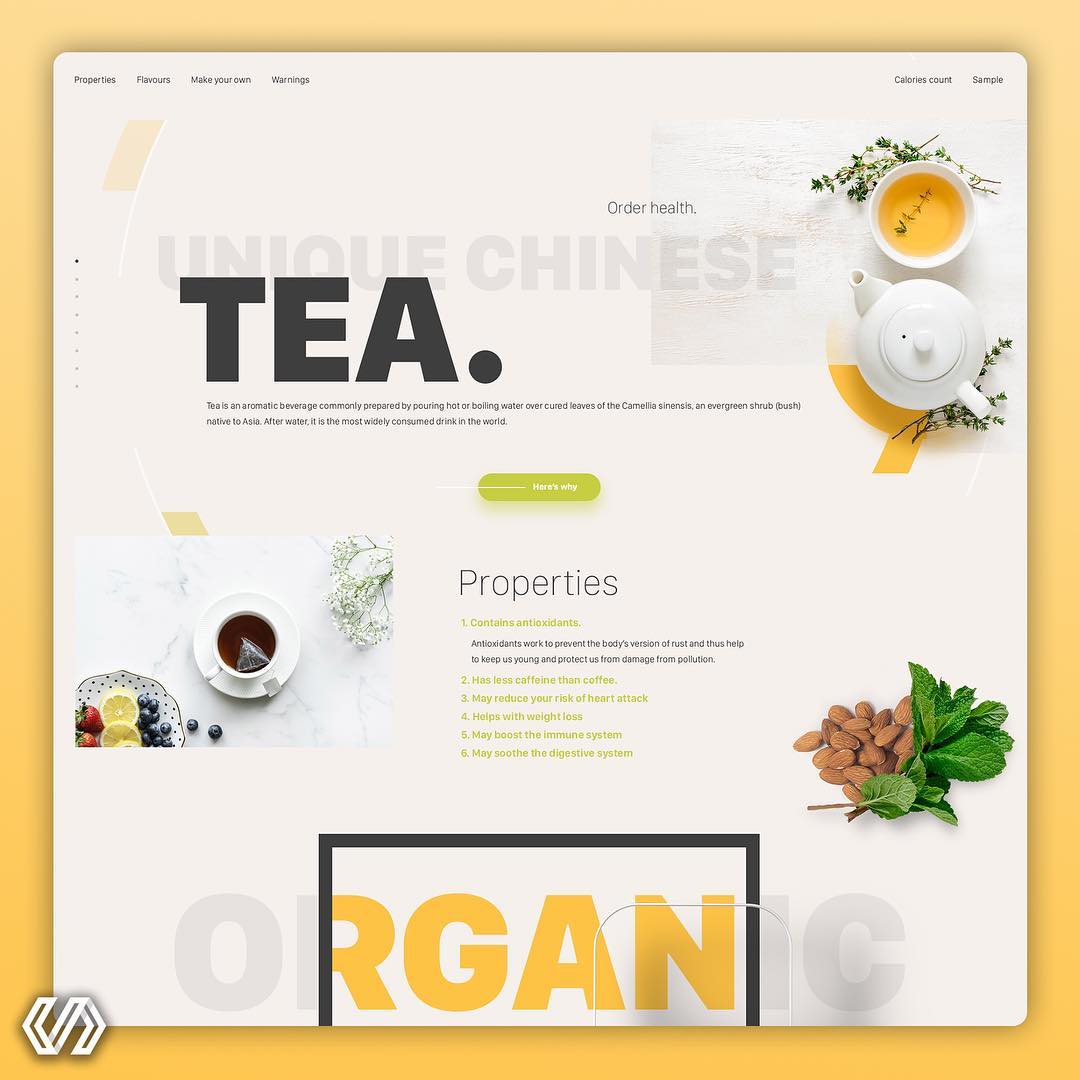 Properties Flavours Make your own Warnings Calories count Sample
Order health.
UNIQUE CHINESE
TEA.
Tea is an aromatic beverage commonly prepared by pouring hot or boiling water over cured leaves of the Camellia sinensis, an evergreen shrub (bush)
native to Asia. After water, it is the most widely consumed drink in the world.
Here's why
Properties
1. Contains antioxidants.
Antioxidants work to prevent the body's version of rust and thus help
to keep us young and protect us from damage from pollution.
2. Has less caffeine than coffee.
3. May reduce your risk of heart attack
4. Helps with weight loss
5. May boost the immune system
6. May soothe the digestive system
ORGANIC